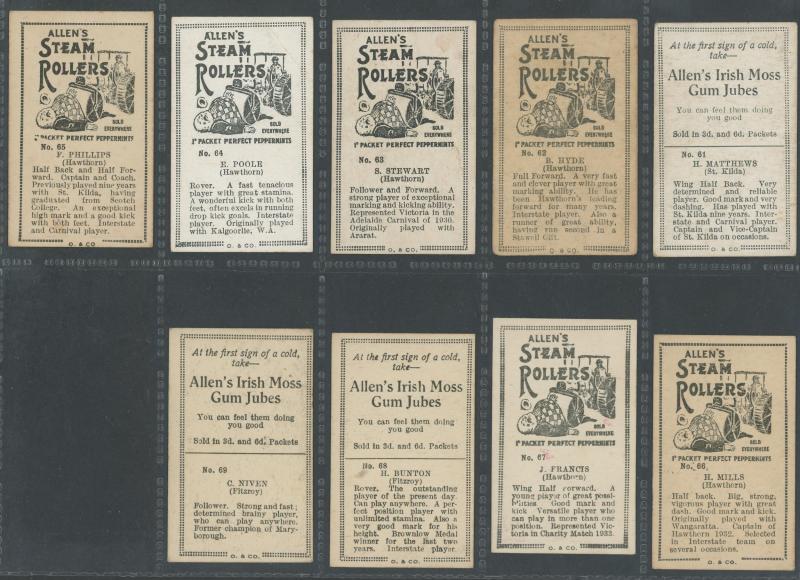 ALLEN'S
STEAM
ROLLERS
SOLD
EVERYWHERE
1ᴰ PACKET PERFECT PEPPERMINTS
No. 65
F. PHILLIPS
(Hawthorn)
Half Back and Half For-
ward. Captain and Coach.
Previously played nine years
with St. Kilda, having
graduated from Scotch
College. An exceptional
high mark and a good kick
with both feet. Interstate
and Carnival player.
O. & CO.
ALLEN'S
STEAM
ROLLERS
SOLD
EVERYWHERE
1ᴰ PACKET PERFECT PEPPERMINTS
No. 64
E. POOLE
(Hawthorn)
Rover. A fast tenacious
player with great stamina.
A wonderful kick with both
feet, often excels in running
drop kick goals. Interstate
player. Originally played
with Kalgoorlie, W.A.
O. & CO.
ALLEN'S
STEAM
ROLLERS
SOLD
EVERYWHERE
1ᴰ PACKET PERFECT PEPPERMINTS
No. 63
S. STEWART
(Hawthorn)
Follower and Forward. A
strong player of exceptional
marking and kicking ability.
Represented Victoria in the
Adelaide Carnival of 1930.
Originally played with
Ararat.
O. & CO.
ALLEN'S
STEAM
ROLLERS
SOLD
EVERYWHERE
1ᴰ PACKET PERFECT PEPPERMINTS
No. 62
B. HYDE
(Hawthorn)
Full Forward. A very fast
and clever player with great
marking ability. He has
been Hawthorn's leading
forward for many years.
Interstate player. Also a
runner of great ability,
having run second in a
Stawell Gift.
O. & CO.
At the first sign of a cold,
take—
Allen's Irish Moss
Gum Jubes
You can feel them doing
you good
Sold in 3d. and 6d. Packets
No. 61
H. MATTHEWS
(St. Kilda)
Wing Half Back. Very
determined and reliable
player. Good mark and very
dashing. Has played with
St. Kilda nine years. Inter-
state and Carnival player.
Captain and Vice-Captain
of St. Kilda on occasions.
O. & CO.
At the first sign of a cold,
take—
Allen's Irish Moss
Gum Jubes
You can feel them doing
you good
Sold in 3d. and 6d. Packets
No. 69
C. NIVEN
(Fitzroy)
Follower. Strong and fast;
determined brainy player,
who can play anywhere.
Former champion of Mary-
borough.
O. & CO.
At the first sign of a cold,
take—
Allen's Irish Moss
Gum Jubes
You can feel them doing
you good
Sold in 3d. and 6d. Packets
No. 68
H. BUNTON
(Fitzroy)
Rover. The outstanding
player of the present day.
Can play anywhere. A per-
fect position player with
unlimited stamina. Also a
very good mark for his
height. Brownlow Medal
winner for the last two
years. Interstate player.
O. & CO.
ALLEN'S
STEAM
ROLLERS
SOLD
EVERYWHERE
1ᴰ PACKET PERFECT PEPPERMINTS
No. 67
J. FRANCIS
(Hawthorn)
Wing Half Forward. A
young player of great possi-
bilities. Good mark and
kick. Versatile player who
can play in more than one
position. Represented Vic-
toria in Charity Match 1933.
O. & CO.
ALLEN'S
STEAM
ROLLERS
SOLD
EVERYWHERE
1ᴰ PACKET PERFECT PEPPERMINTS
No. 66
H. MILLS
(Hawthorn)
Half back. Big, strong,
vigorous player with great
dash. Good mark and kick.
Originally played with
Wangaratta. Captain of
Hawthorn 1932. Selected
in Interstate team on
several occasions.
O. & CO.